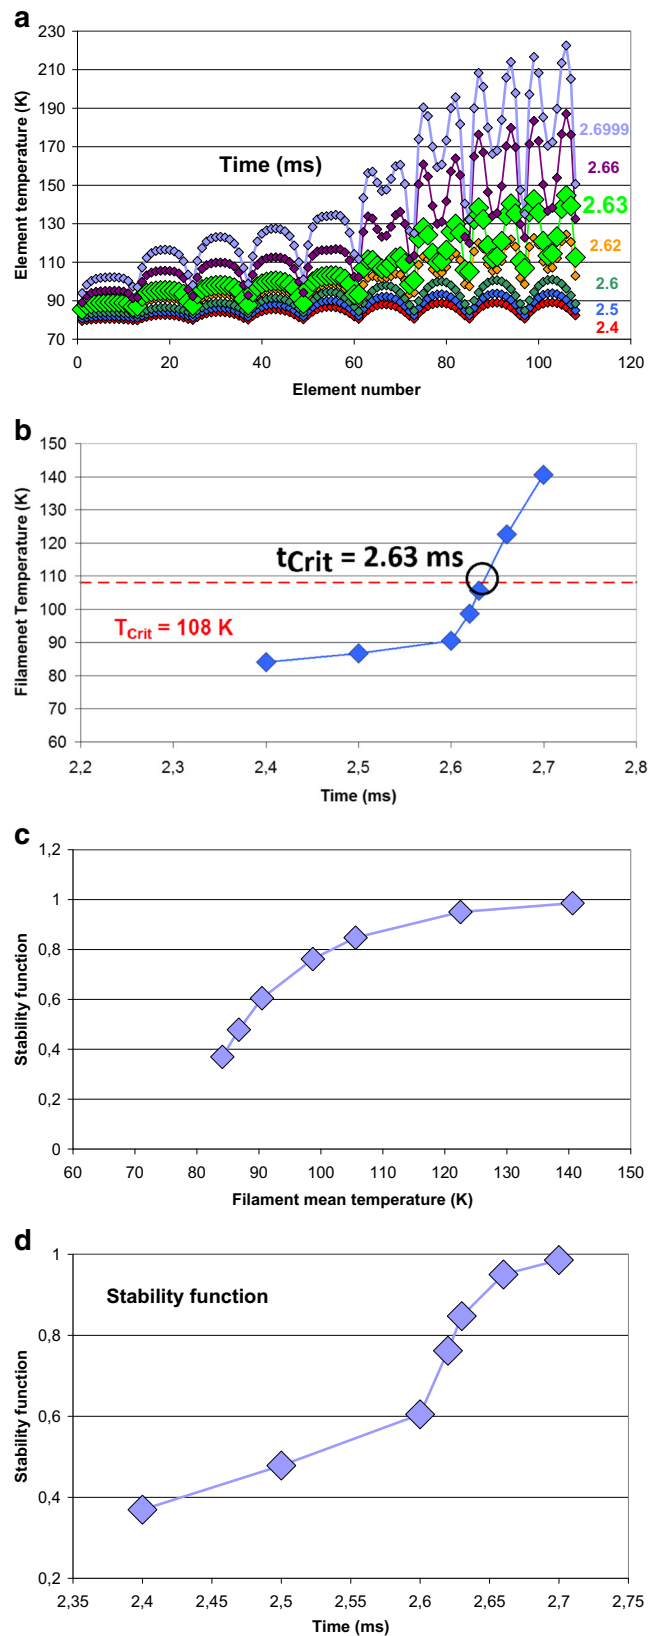 a
230
210
190
170
150
130
110
90
70
Element temperature (K)
Time (ms)
2.6999
2.66
2.63
2.62
2.6
2.5
2.4
0 20 40 60 80 100 120
Element number
b
150
140
130
120
110
100
90
80
70
60
Filamenet Temperature (K)
tCrit = 2.63 ms
TCrit = 108 K
2,2 2,3 2,4 2,5 2,6 2,7 2,8
Time (ms)
c
1,2
1
0,8
0,6
0,4
0,2
0
Stability function
60 70 80 90 100 110 120 130 140 150
Filament mean temperature (K)
d
1
0,8
0,6
0,4
0,2
Stability function
Stability function
2,35 2,4 2,45 2,5 2,55 2,6 2,65 2,7 2,75
Time (ms)